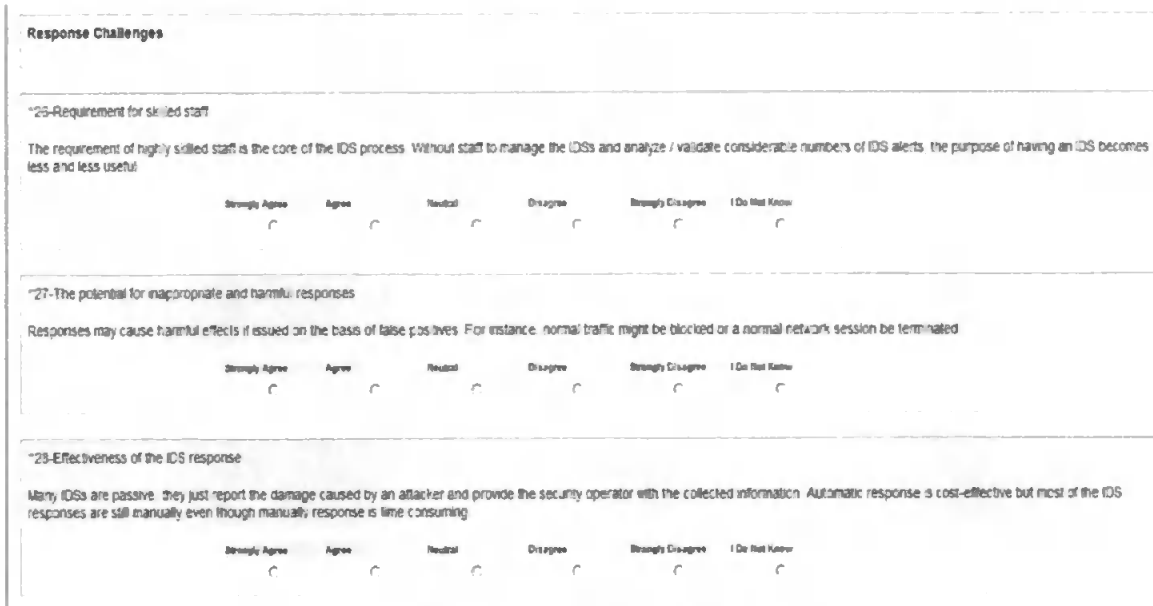 Response Challenges
*26-Requirement for skilled staff
The requirement of highly skilled staff is the core of the IDS process. Without staff to manage the IDSs and analyze / validate considerable numbers of IDS alerts, the purpose of having an IDS becomes
less and less useful
Strongly Agree Agree Neutral Disagree Strongly Disagree I Do Not Know
*27-The potential for inappropriate and harmful responses
Responses may cause harmful effects if issued on the basis of false positives. For instance, normal traffic might be blocked or a normal network session be terminated
Strongly Agree Agree Neutral Disagree Strongly Disagree I Do Not Know
*28-Effectiveness of the IDS response
Many IDSs are passive, they just report the damage caused by an attacker and provide the security operator with the collected information. Automatic response is cost-effective but most of the IDS
responses are still manually even though manually response is time consuming
Strongly Agree Agree Neutral Disagree Strongly Disagree I Do Not Know